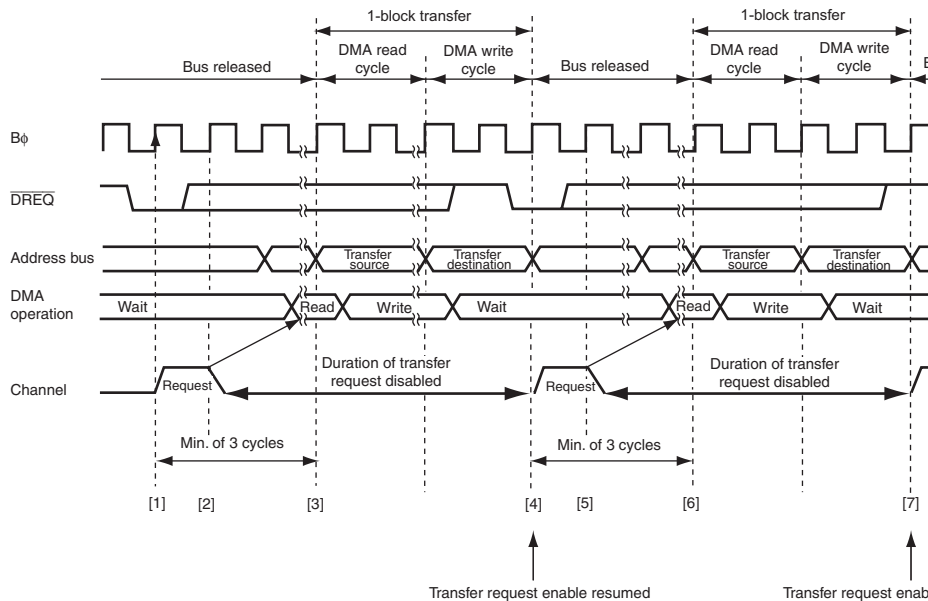 1-block transfer
1-block transfer
DMA read cycle
DMA write cycle
DMA read cycle
DMA write cycle
Bus released
Bus released
B
Bφ
DREQ
Address bus
Transfer source
Transfer destination
Transfer source
Transfer destination
DMA operation
Wait
Read
Write
Wait
Read
Write
Wait
Channel
Request
Duration of transfer request disabled
Request
Duration of transfer request disabled
Min. of 3 cycles
Min. of 3 cycles
[1]
[2]
[3]
[4]
[5]
[6]
[7]
Transfer request enable resumed
Transfer request enab